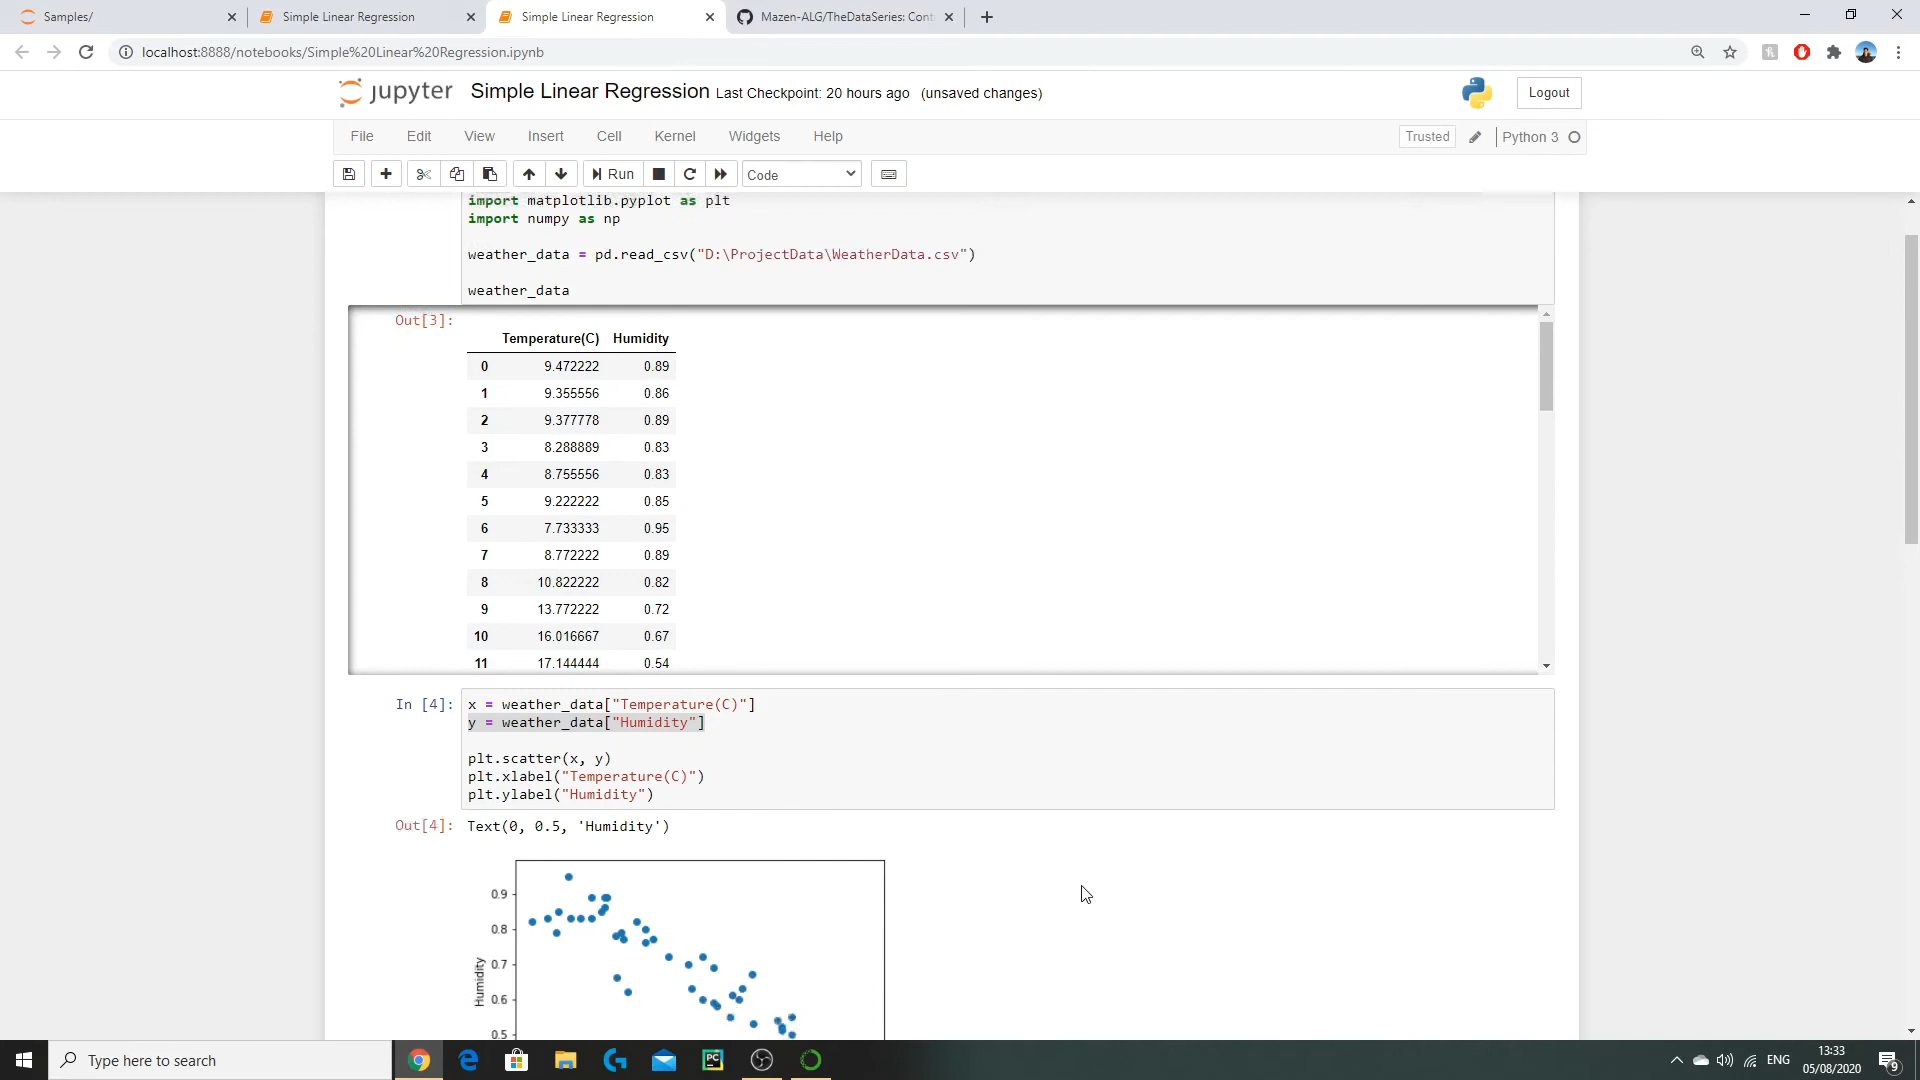 Samples/
Simple Linear Regression
Simple Linear Regression
Mazen-ALG/TheDataSeries: Cont
localhost:8888/notebooks/Simple%20Linear%20Regression.ipynb
jupyter Simple Linear Regression Last Checkpoint: 20 hours ago (unsaved changes)
Logout
File Edit View Insert Cell Kernel Widgets Help
Trusted
Python 3
Run
Code
import matplotlib.pyplot as plt
import numpy as np
weather_data = pd.read_csv("D:\ProjectData\WeatherData.csv")
weather_data
Out[3]:
Temperature(C) Humidity
0 9.472222 0.89
1 9.355556 0.86
2 9.377778 0.89
3 8.288889 0.83
4 8.755556 0.83
5 9.222222 0.85
6 7.733333 0.95
7 8.772222 0.89
8 10.822222 0.82
9 13.772222 0.72
10 16.016667 0.67
11 17.144444 0.54
In [4]: x = weather_data["Temperature(C)"]
y = weather_data["Humidity"]
plt.scatter(x, y)
plt.xlabel("Temperature(C)")
plt.ylabel("Humidity")
Out[4]: Text(0, 0.5, 'Humidity')
0.9
0.8
0.7
0.6
0.5
Humidity
Type here to search
PC
ENG
13:33
05/08/2020
9